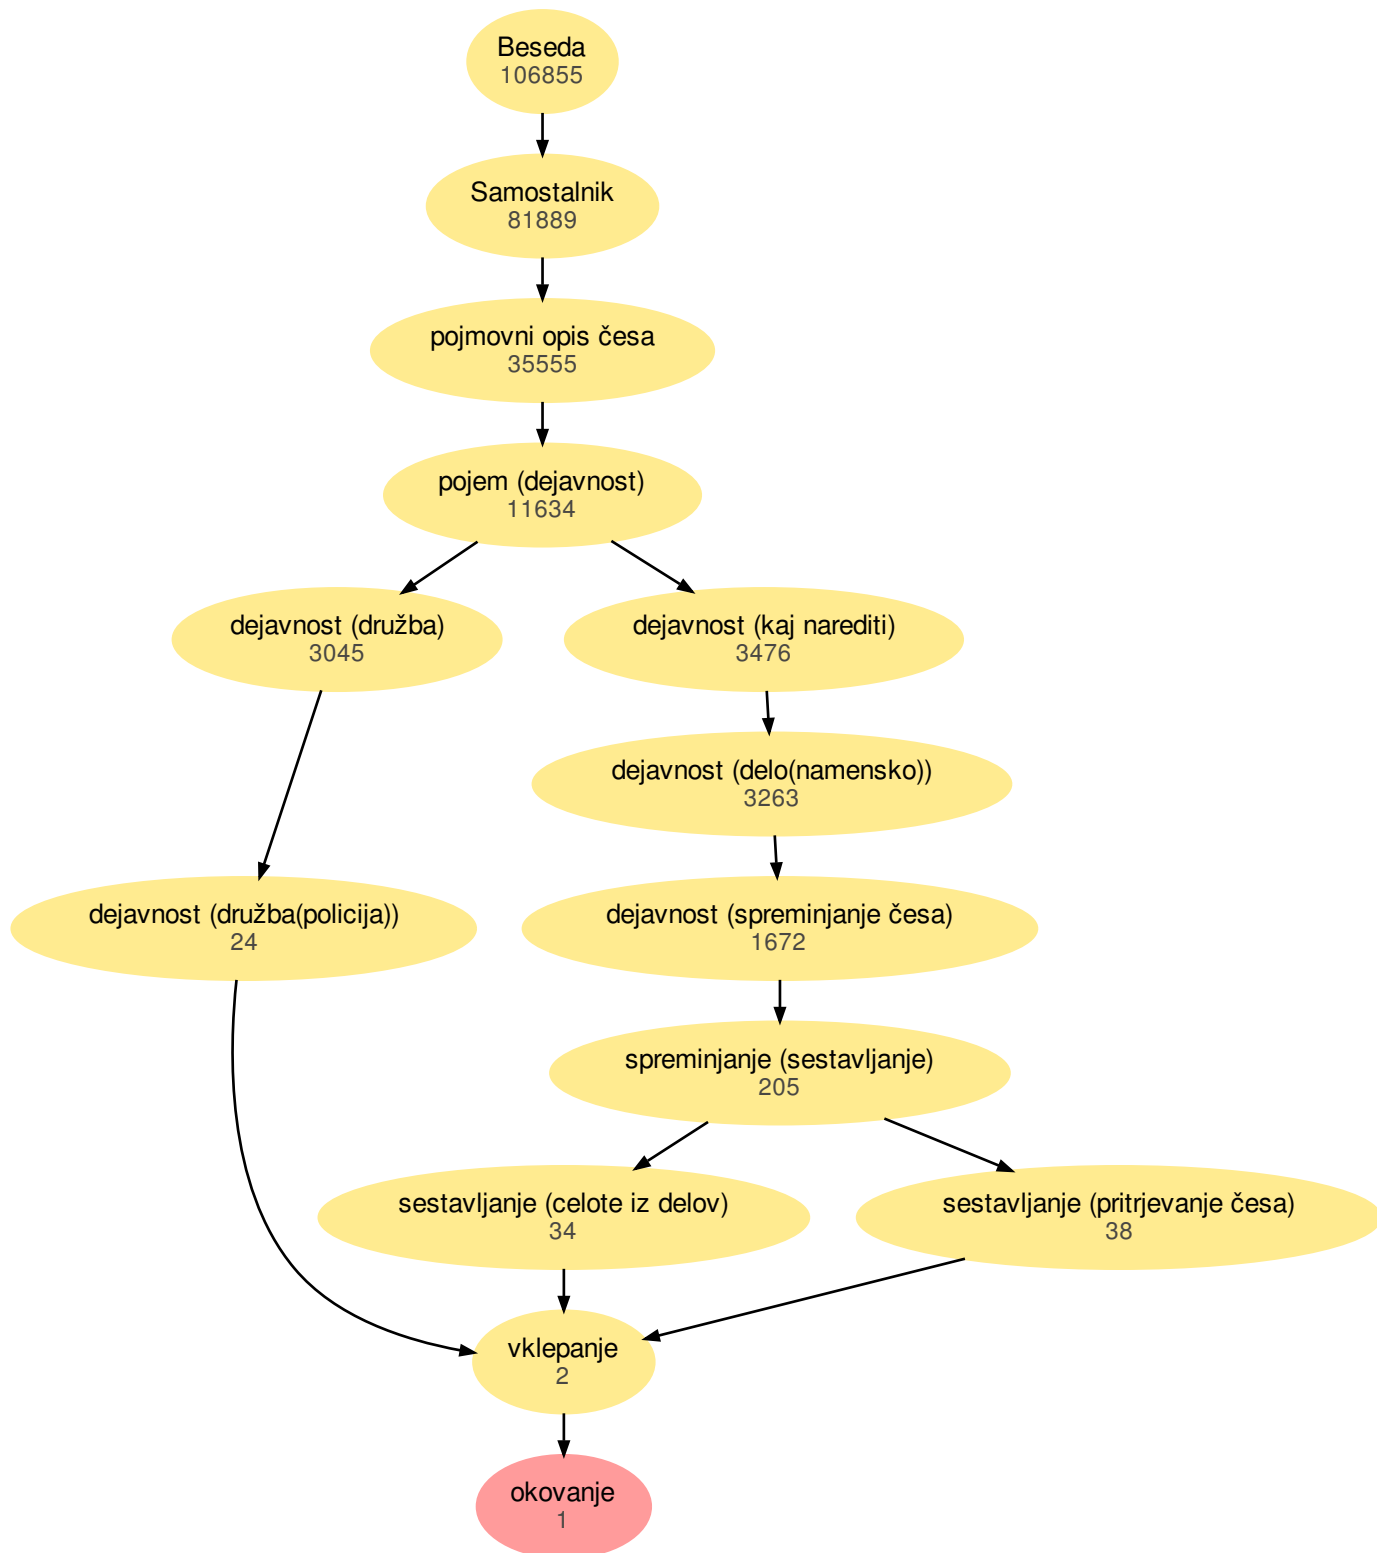 Beseda
106855
Samostalnik
81889
pojmovni opis česa
35555
pojem (dejavnost)
11634
dejavnost (družba)
3045
dejavnost (kaj narediti)
3476
dejavnost (delo(namensko))
3263
dejavnost (družba(policija))
24
dejavnost (spreminjanje česa)
1672
spreminjanje (sestavljanje)
205
sestavljanje (celote iz delov)
34
sestavljanje (pritrjevanje česa)
38
vklepanje
2
okovanje
1